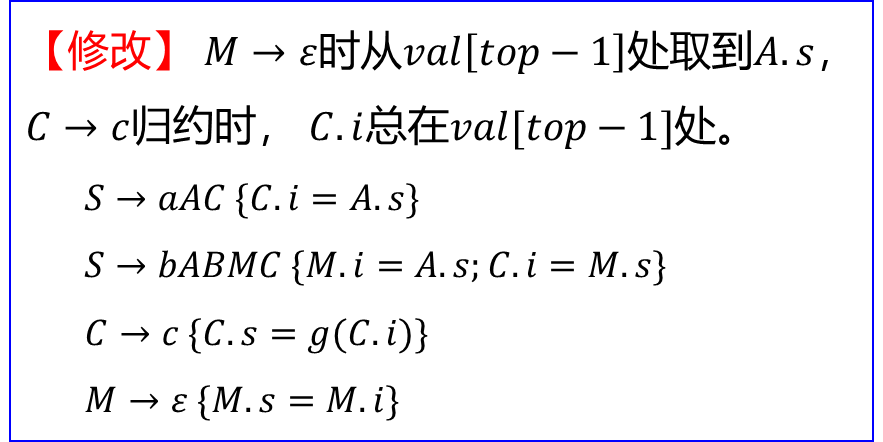 【修改】 M → ε时从val[top − 1]处取到A.s，
C → c归约时， C.i总在val[top − 1]处。
S → aAC {C.i = A.s}
S → bABMC {M.i = A.s; C.i = M.s}
C → c {C.s = g(C.i)}
M → ε {M.s = M.i}